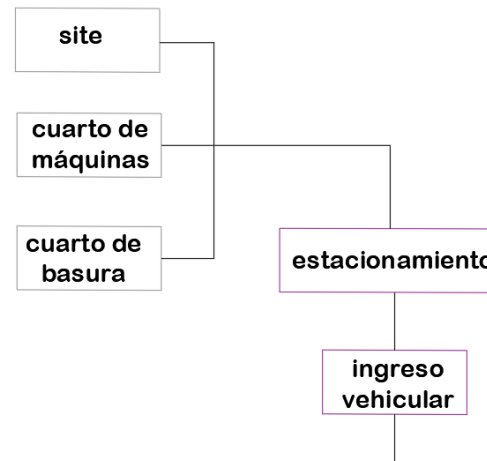 site
cuarto de
máquinas
cuarto de
basura
estacionamiento
ingreso
vehicular